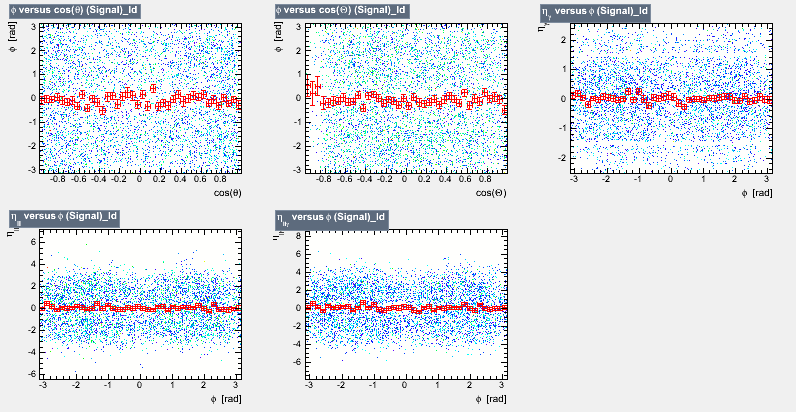 ϕ versus cos(θ) (Signal)_Id
ϕ versus cos(Θ) (Signal)_Id
η_γ versus ϕ (Signal)_Id
ϕ [rad]
3
2
1
0
-1
-2
-3
-0.8 -0.6 -0.4 -0.2 0 0.2 0.4 0.6 0.8
cos(θ)
ϕ [rad]
3
2
1
0
-1
-2
-3
-0.8 -0.6 -0.4 -0.2 0 0.2 0.4 0.6 0.8
cos(Θ)
2
1
0
-1
-2
-3 -2 -1 0 1 2 3
ϕ [rad]
η_ll versus ϕ (Signal)_Id
η_llγ versus ϕ (Signal)_Id
6
4
2
0
-2
-4
-6
-3 -2 -1 0 1 2 3
ϕ [rad]
8
6
4
2
0
-2
-4
-6
-3 -2 -1 0 1 2 3
ϕ [rad]